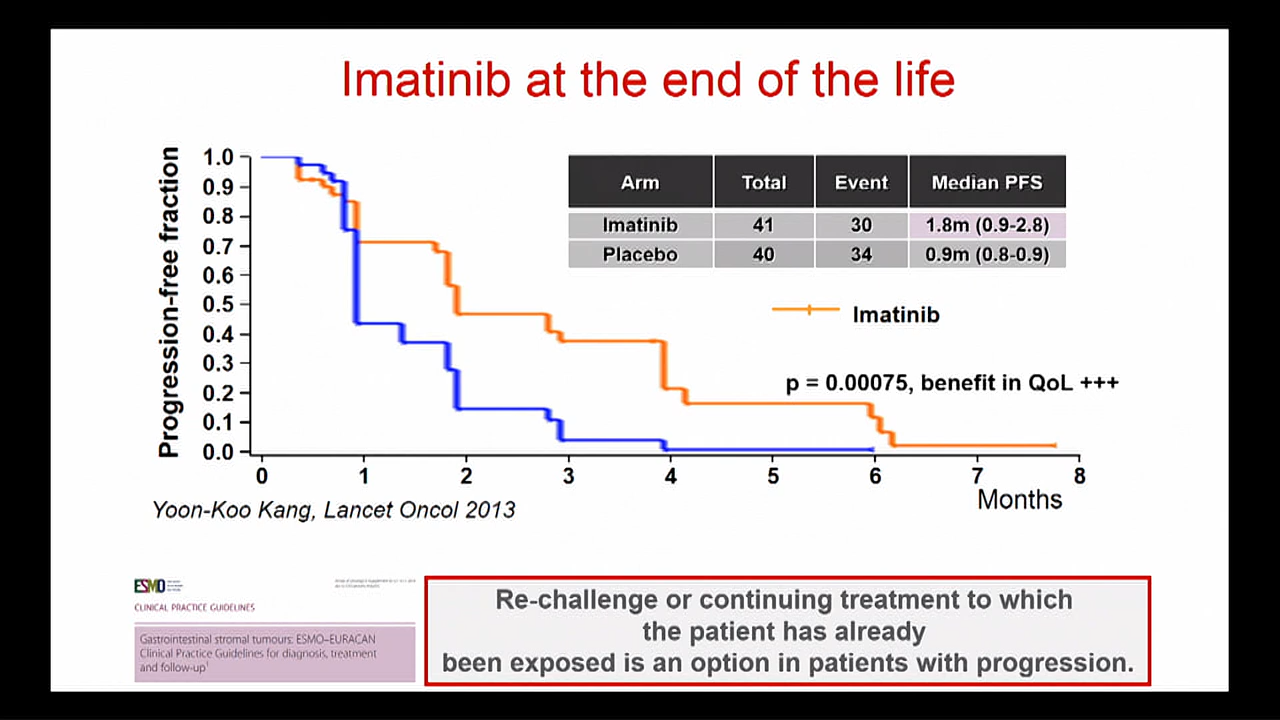 Imatinib at the end of the life
Progression-free fraction
1.0
0.9
0.8
0.7
0.6
0.5
0.4
0.3
0.2
0.1
0.0
0 1 2 3 4 5 6 7 8
Months
Arm Total Event Median PFS
Imatinib 41 30 1.8m (0.9-2.8)
Placebo 40 34 0.9m (0.8-0.9)
Imatinib
p = 0.00075, benefit in QoL +++
Yoon-Koo Kang, Lancet Oncol 2013
ESMO
CLINICAL PRACTICE GUIDELINES
Gastrointestinal stromal tumours: ESMO–EURACAN
Clinical Practice Guidelines for diagnosis, treatment
and follow-up
Re-challenge or continuing treatment to which
the patient has already
been exposed is an option in patients with progression.